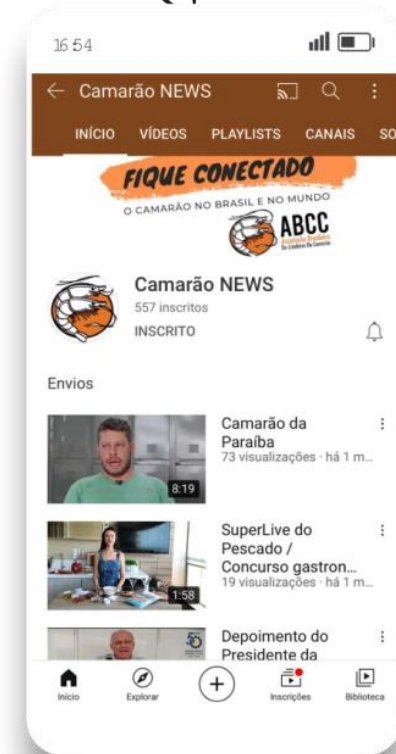 16:54
Camarão NEWS
INÍCIO VÍDEOS PLAYLISTS CANAIS SO
FIQUE CONECTADO
O CAMARÃO NO BRASIL E NO MUNDO
ABCC
Camarão NEWS
557 inscritos
INSCRITO
Envios
Camarão da
Paraíba
73 visualizações · há 1 m...
8:19
SuperLive do
Pescado /
Concurso gastron...
19 visualizações · há 1 m...
1:58
Depoimento do
Presidente da
50
Início Explorar Inscrições Biblioteca